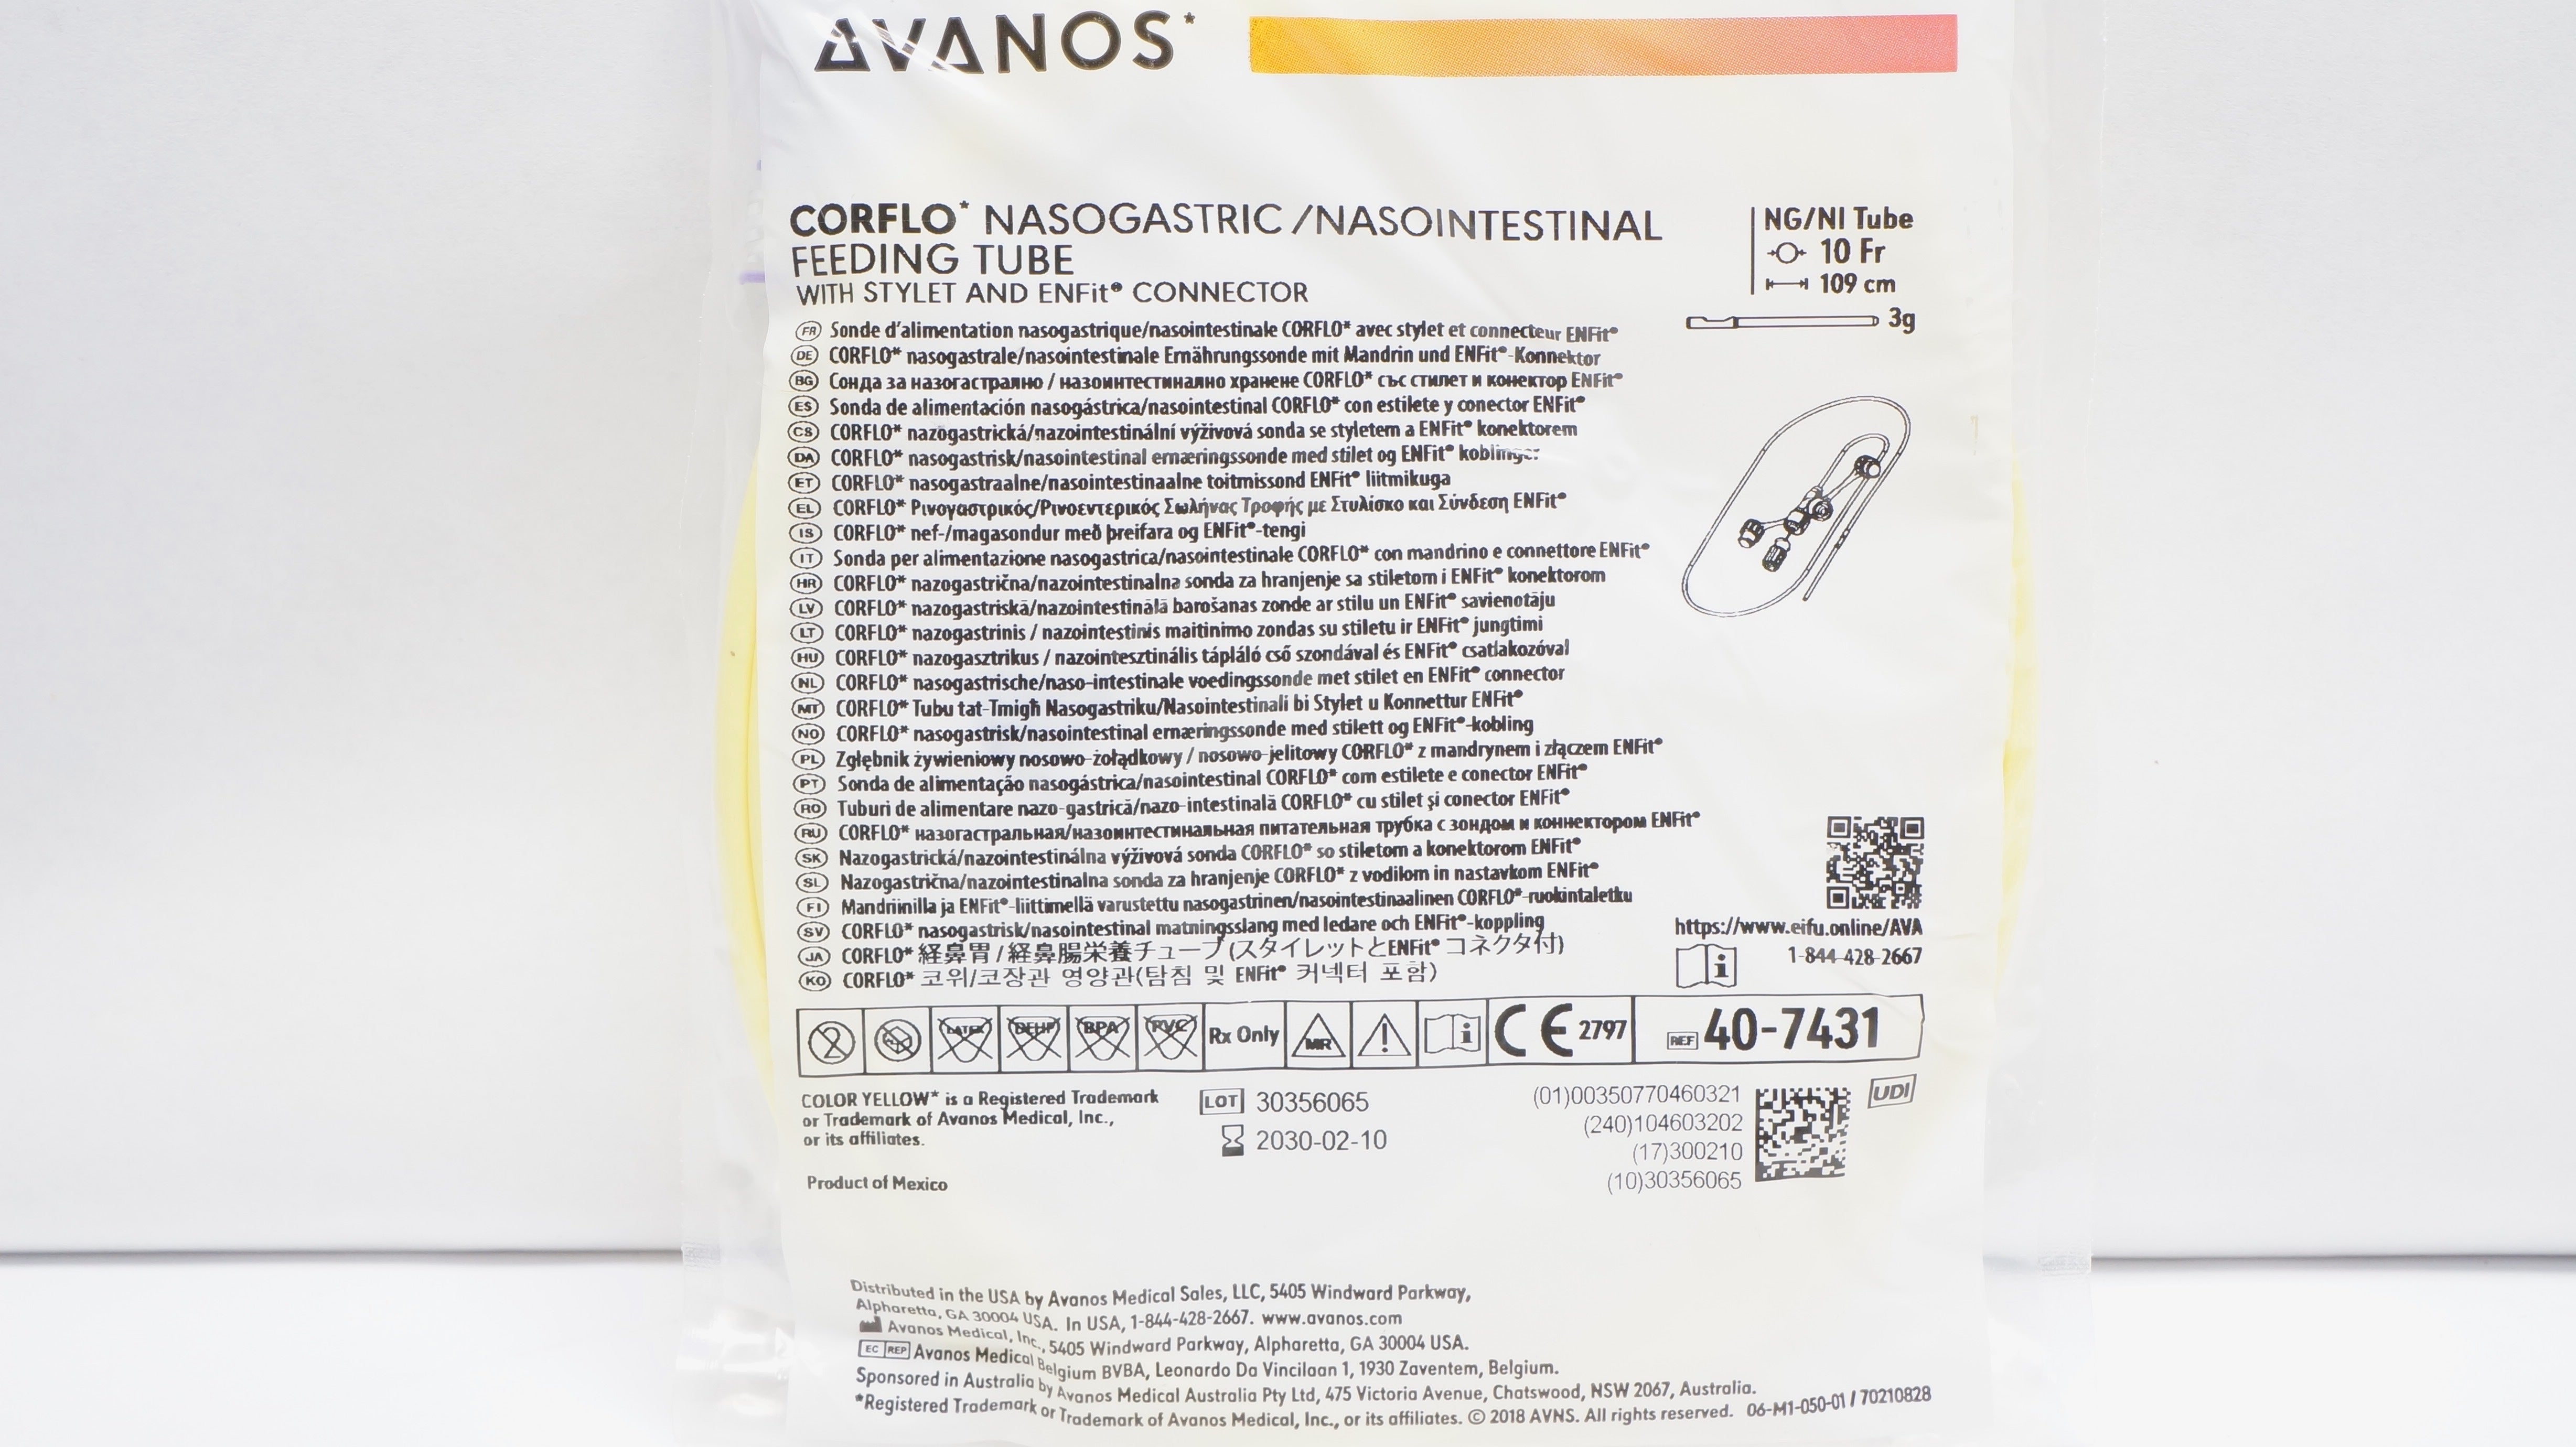 AVANOS*
CORFLO* NASOGASTRIC/NASOINTESTINAL
FEEDING TUBE
WITH STYLET AND ENFit® CONNECTOR
NG/NI Tube
10 Fr
109 cm
3g
FR Sonde d'alimentation nasogastrique/nasointestinale CORFLO* avec stylet et connecteur ENFit®
DE CORFLO* nasogastrale/nasointestinale Ernährungssonde mit Mandrin und ENFit®-Konnektor
BG Сонда за назогастрално / назоинтестинално хранене CORFLO* със стилет и конектор ENFit®
ES Sonda de alimentación nasogástrica/nasointestinal CORFLO* con estilete y conector ENFit®
CS CORFLO* nazogastrická/nazointestinální výživová sonda se styletem a ENFit® konektorem
DA CORFLO* nasogastrisk/nasointestinal ernæringssonde med stilet og ENFit® koblinger
ET CORFLO* nasogastraalne/nasointestinaalne toitmissond ENFit® liitmikuga
EL CORFLO* Ρινογαστρικός/Ρινοεντερικός Σωλήνας Τροφής με Στυλίσκο και Σύνδεση ENFit®
IS CORFLO* nef-/magasondur með þreifara og ENFit®-tengi
IT Sonda per alimentazione nasogastrica/nasointestinale CORFLO* con mandrino e connettore ENFit®
HR CORFLO* nazogastrična/nazointestinalna sonda za hranjenje sa stiletom i ENFit® konektorom
LV CORFLO* nazogastriskā/nazointestinālā barošanas zonde ar stilu un ENFit® savienotāju
LT CORFLO* nazogastrinis / nazointestinis maitinimo zondas su stiletu ir ENFit® jungtimi
HU CORFLO* nazogasztrikus / nazointesztinális tápláló cső szondával és ENFit® csatlakozóval
NL CORFLO* nasogastrische/naso-intestinale voedingssonde met stilet en ENFit® connector
MT CORFLO* Tubu tat-Tmigħ Nasogastriku/Nasointestinali bi Stylet u Konnettur ENFit®
NO CORFLO* nasogastrisk/nasointestinal ernæringssonde med stilett og ENFit®-kobling
PL Zgłębnik żywieniowy nosowo-żołądkowy / nosowo-jelitowy CORFLO* z mandrynem i złączem ENFit®
PT Sonda de alimentação nasogástrica/nasointestinal CORFLO* com estilete e conector ENFit®
RO Tuburi de alimentare nazo-gastrică/nazo-intestinală CORFLO* cu stilet și conector ENFit®
RU CORFLO* назогастральная/назоинтестинальная питательная трубка с зондом и коннектором ENFit®
SK Nazogastrická/nazointestinálna výživová sonda CORFLO* so stiletom a konektorom ENFit®
SL Nazogastrična/nazointestinalna sonda za hranjenje CORFLO* z vodilom in nastavkom ENFit®
FI Mandriinilla ja ENFit®-liittimellä varustettu nasogastrinen/nasointestinaalinen CORFLO*-ruokintaletku
SV CORFLO* nasogastrisk/nasointestinal matningsslang med ledare och ENFit®-koppling
JA CORFLO* 経鼻胃/経鼻腸栄養チューブ(スタイレットとENFit® コネクタ付)
KO CORFLO* 코위/코장관 영양관(탐침 및 ENFit® 커넥터 포함)
https://www.eifu.online/AVA
1-844-428-2667
LATEX DEHP BPA PVC Rx Only MR CE 2797 REF 40-7431
COLOR YELLOW* is a Registered Trademark
or Trademark of Avanos Medical, Inc.,
or its affiliates.
Product of Mexico
LOT 30356065
2030-02-10
(01)00350770460321
(240)104603202
(17)300210
(10)30356065
UDI
Distributed in the USA by Avanos Medical Sales, LLC, 5405 Windward Parkway,
Alpharetta, GA 30004 USA. In USA, 1-844-428-2667. www.avanos.com
Avanos Medical, Inc., 5405 Windward Parkway, Alpharetta, GA 30004 USA.
EC REP Avanos Medical Belgium BVBA, Leonardo Da Vincilaan 1, 1930 Zaventem, Belgium.
Sponsored in Australia by Avanos Medical Australia Pty Ltd, 475 Victoria Avenue, Chatswood, NSW 2067, Australia.
*Registered Trademark or Trademark of Avanos Medical, Inc., or its affiliates. © 2018 AVNS. All rights reserved. 06-M1-050-01 / 70210828